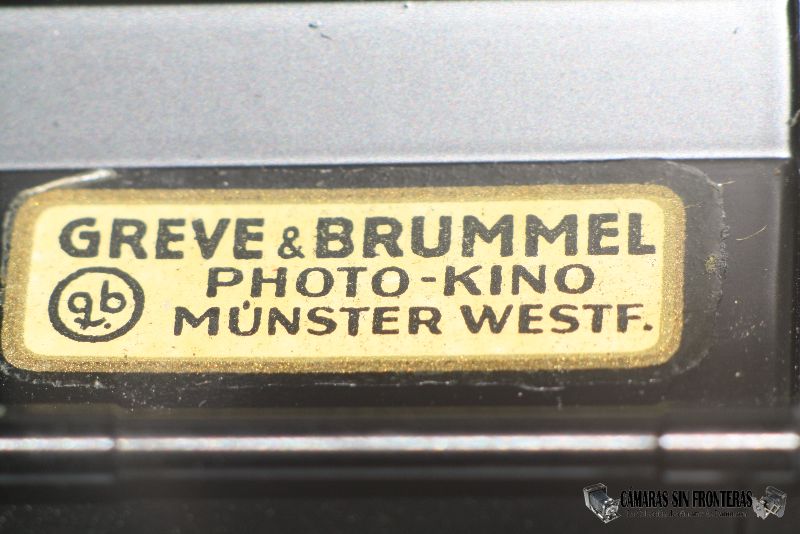 GREVE & BRUMMEL
gb
PHOTO-KINO
MÜNSTER WESTF.
CÁMARAS SIN FRONTERAS